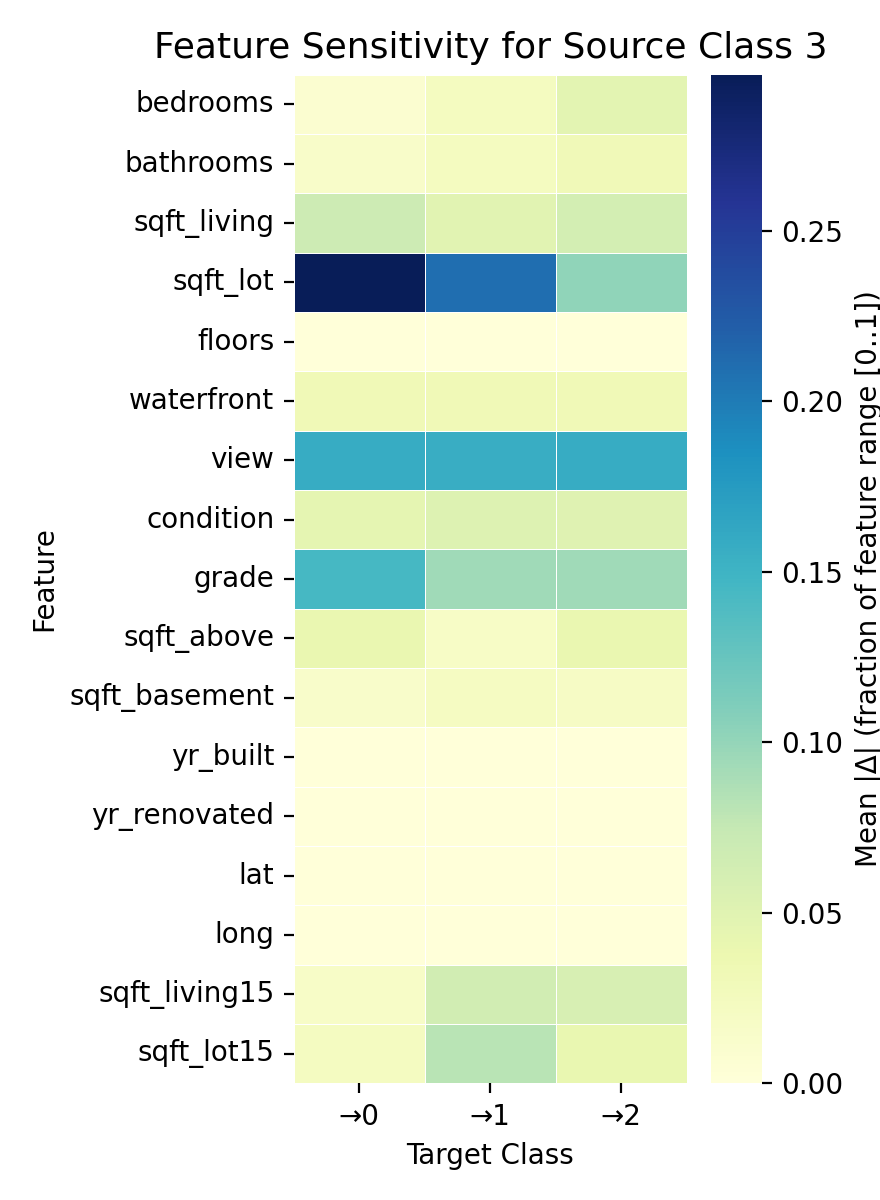 Feature Sensitivity for Source Class 3
bedrooms
bathrooms
sqft_living
sqft_lot
floors
waterfront
view
condition
grade
sqft_above
sqft_basement
yr_built
yr_renovated
lat
long
sqft_living15
sqft_lot15
Feature
→0 →1 →2
Target Class
0.25
0.20
0.15
0.10
0.05
0.00
Mean |Δ| (fraction of feature range [0..1])